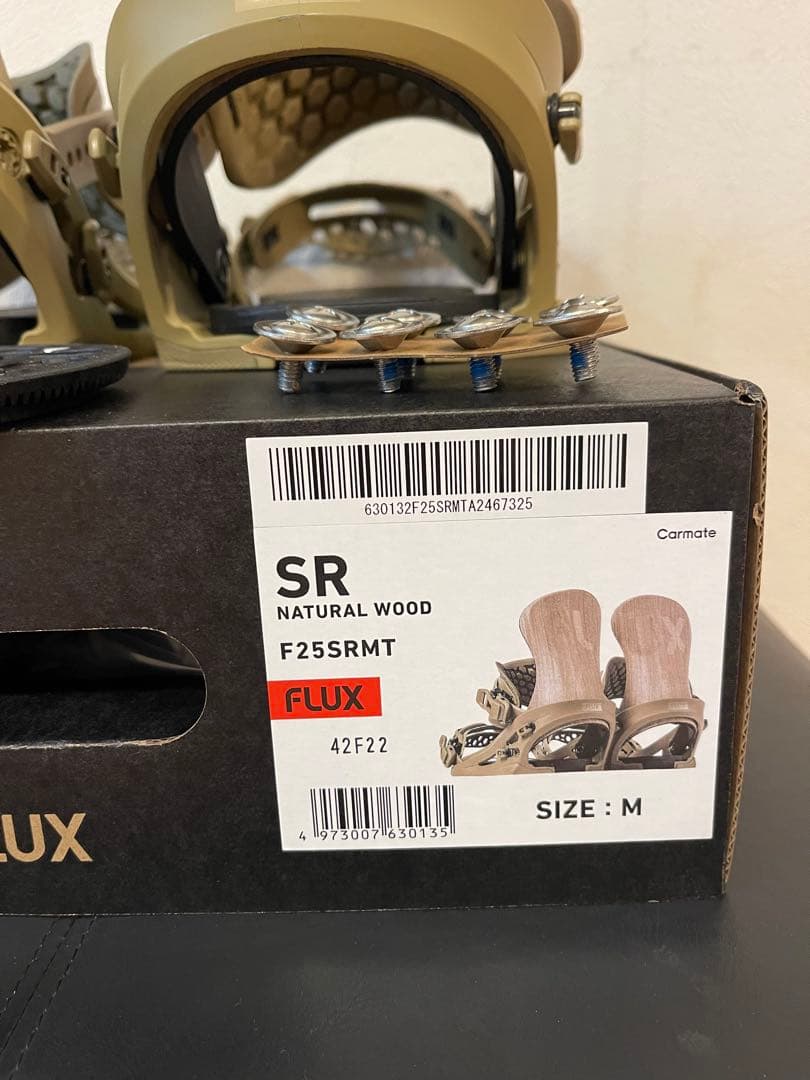 630132F25SRMTA2467325
Carmate
SR
NATURAL WOOD
F25SRMT
FLUX
42F22
4 973007 630135
SIZE : M
LUX